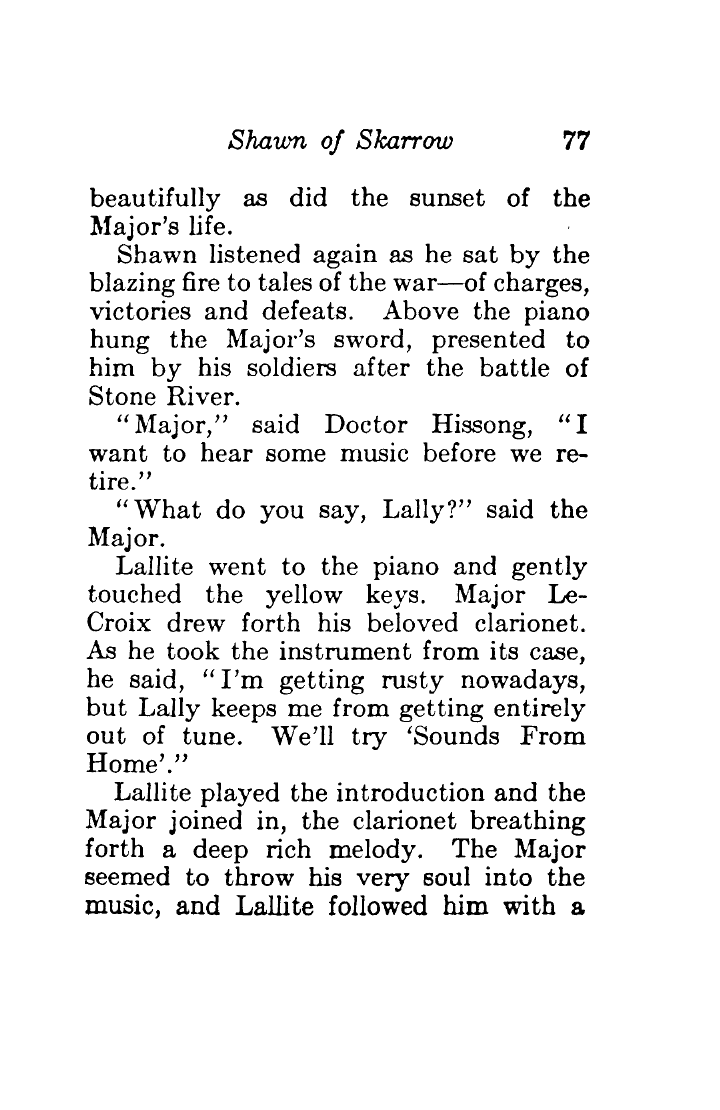 Shawn of Skarrow 77
beautifully as did the sunset of the
Major's life.
Shawn listened again as he sat by the
blazing fire to tales of the war—of charges,
victories and defeats. Above the piano
hung the Major's sword, presented to
him by his soldiers after the battle of
Stone River.
"Major," said Doctor Hissong, "I
want to hear some music before we re-
tire."
"What do you say, Lally?" said the
Major.
Lallite went to the piano and gently
touched the yellow keys. Major Le-
Croix drew forth his beloved clarionet.
As he took the instrument from its case,
he said, "I'm getting rusty nowadays,
but Lally keeps me from getting entirely
out of tune. We'll try 'Sounds From
Home'."
Lallite played the introduction and the
Major joined in, the clarionet breathing
forth a deep rich melody. The Major
seemed to throw his very soul into the
music, and Lallite followed him with a